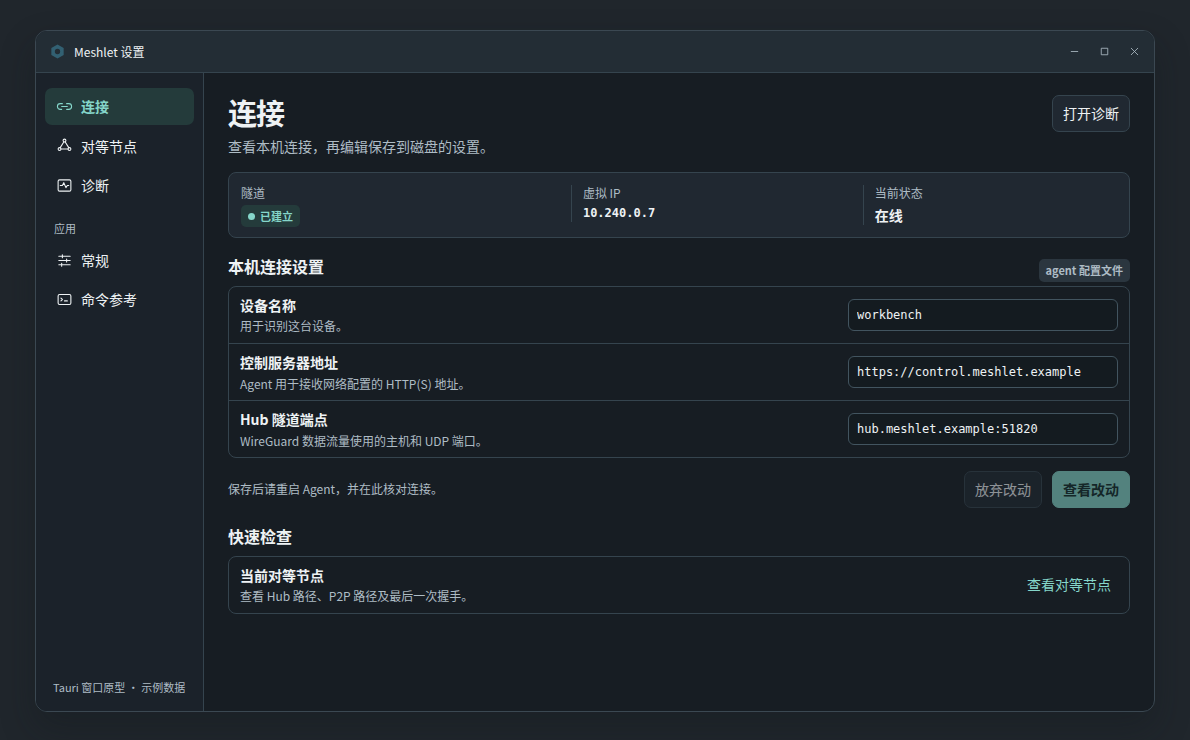 Meshlet 设置
连接
对等节点
诊断
应用
常规
命令参考
Tauri 窗口原型 · 示例数据
连接
查看本机连接，再编辑保存到磁盘的设置。
打开诊断
隧道
已建立
虚拟 IP
10.240.0.7
当前状态
在线
本机连接设置
agent 配置文件
设备名称
用于识别这台设备。
workbench
控制服务器地址
Agent 用于接收网络配置的 HTTP(S) 地址。
https://control.meshlet.example
Hub 隧道端点
WireGuard 数据流量使用的主机和 UDP 端口。
hub.meshlet.example:51820
保存后请重启 Agent，并在此核对连接。
放弃改动
查看改动
快速检查
当前对等节点
查看 Hub 路径、P2P 路径及最后一次握手。
查看对等节点